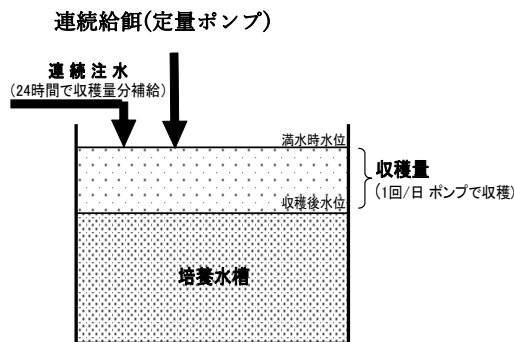 連続給餌(定量ポンプ)
連続注水
(24時間で収穫量分補給)
満水時水位
収穫量
(1回/日 ポンプで収穫)
収穫後水位
培養水槽